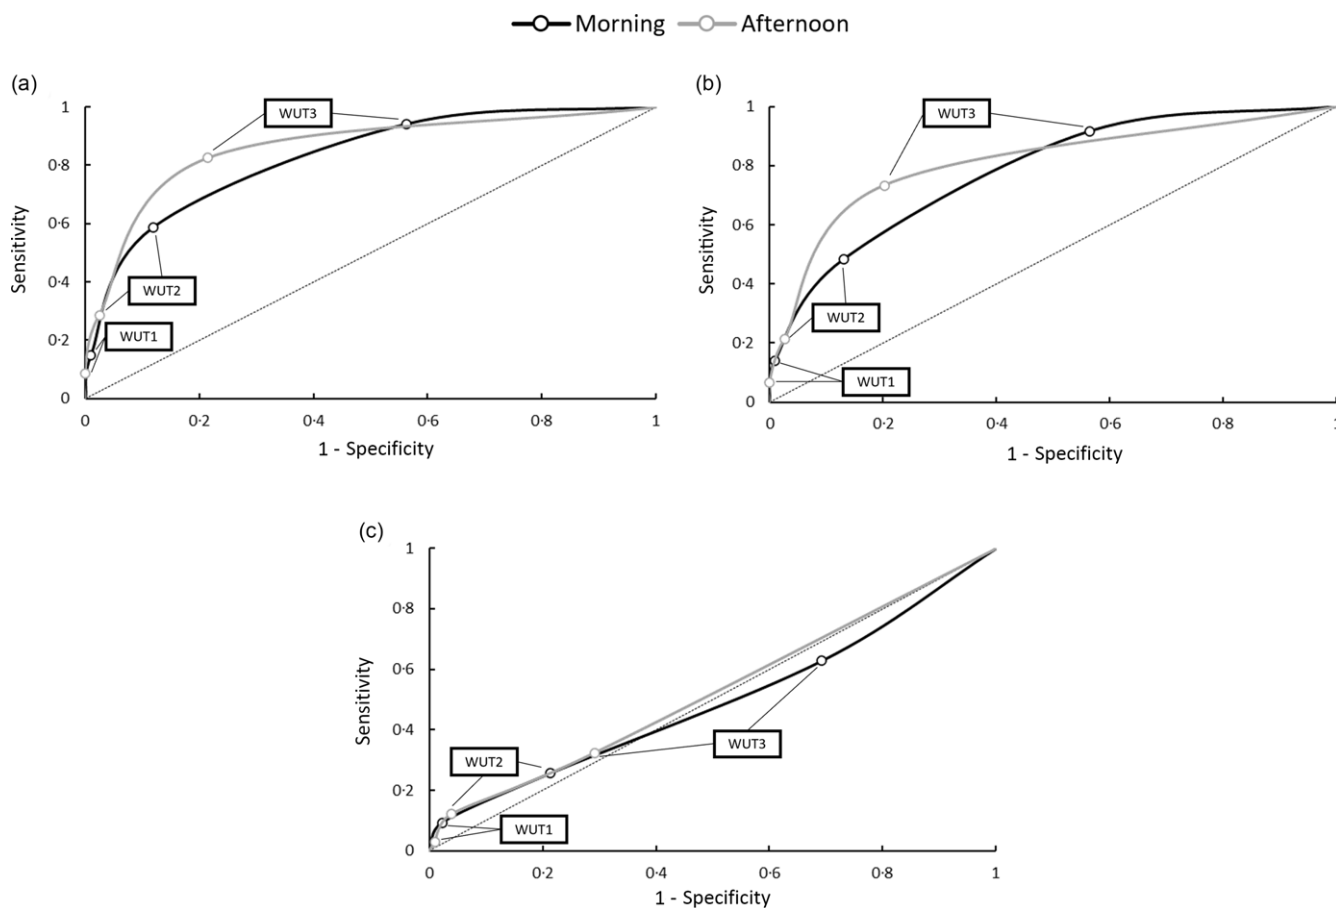 Morning Afternoon
(a)
1
0·8
0·6
0·4
0·2
0
Sensitivity
WUT3
WUT2
WUT1
0 0·2 0·4 0·6 0·8 1
1 - Specificity
(b)
1
0·8
0·6
0·4
0·2
0
Sensitivity
WUT3
WUT2
WUT1
0 0·2 0·4 0·6 0·8 1
1 - Specificity
(c)
1
0·8
0·6
0·4
0·2
0
Sensitivity
WUT3
WUT2
WUT1
0 0·2 0·4 0·6 0·8 1
1 - Specificity